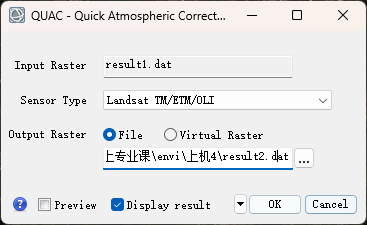 QUAC - Quick Atmospheric Correct...
Input Raster result1.dat
Sensor Type Landsat TM/ETM/OLI
Output Raster File Virtual Raster
上专业课\envi\上机4\result2.dat ...
Preview Display result OK Cancel